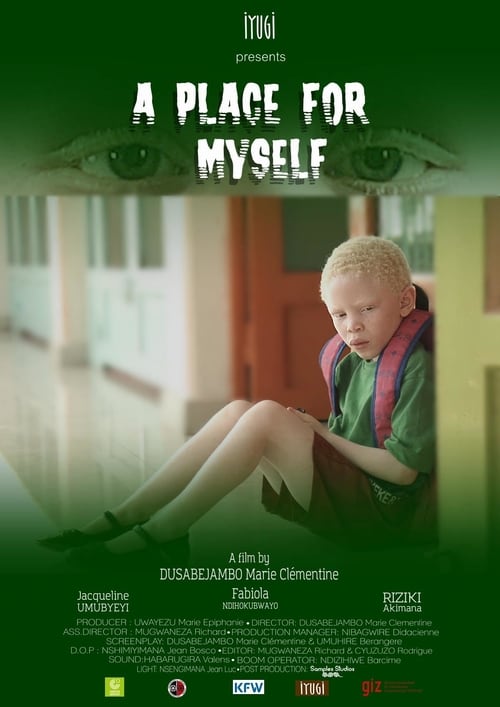 iYUGi
presents
A PLACE FOR
MYSELF
A film by
DUSABEJAMBO Marie Clémentine
Jacqueline
UMUBYEYI
Fabiola
NDIHOKUBWAYO
RIZIKI
Akimana
PRODUCER : UWAYEZU Marie Epiphanie • DIRECTOR: DUSABEJAMBO Marie Clementine
ASS.DIRECTOR : MUGWANEZA Richard • PRODUCTION MANAGER: NIBAGWIRE Didacienne
SCREENPLAY: DUSABEJAMBO Marie Clémentine & UMUHIRE Berangere
D.O.P : NSHIMIYIMANA Jean Bosco • EDITOR: MUGWANEZA Richard & CYUZUZO Rodrigue
SOUND:HABARUGIRA Valens • BOOM OPERATOR: NDIZIHIWE Barcime
LIGHT: NSENGIMANA Jean Luc • POST PRODUCTION: Samples Studios
KFW
iYUGi
giz